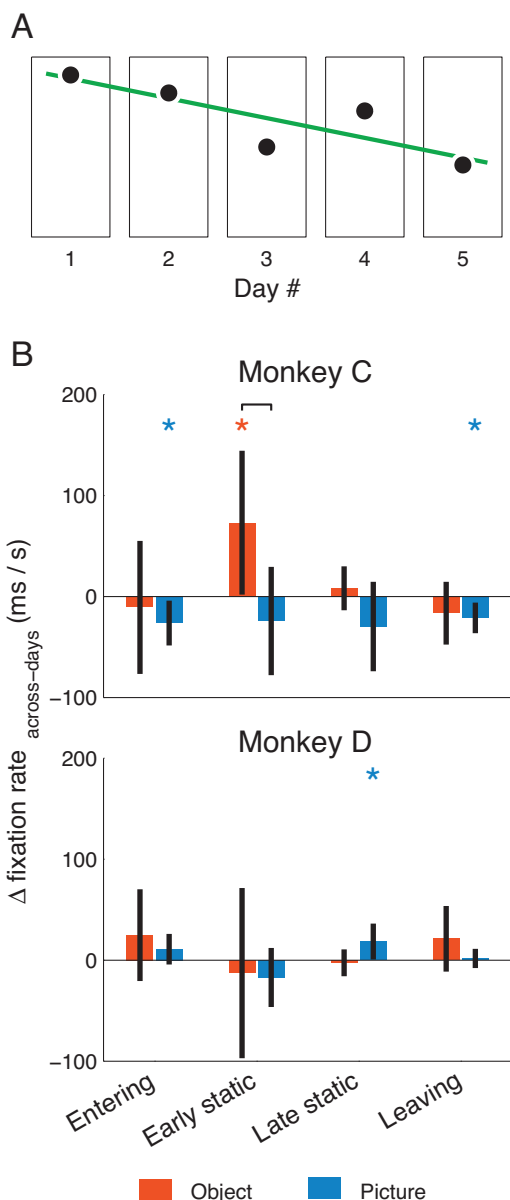 A
1 2 3 4 5
Day #
B
Monkey C
200
*
*
*
100
0
−100
Δ fixation rate across−days (ms / s)
Monkey D
200
*
100
0
−100
Entering
Early static
Late static
Leaving
Object Picture